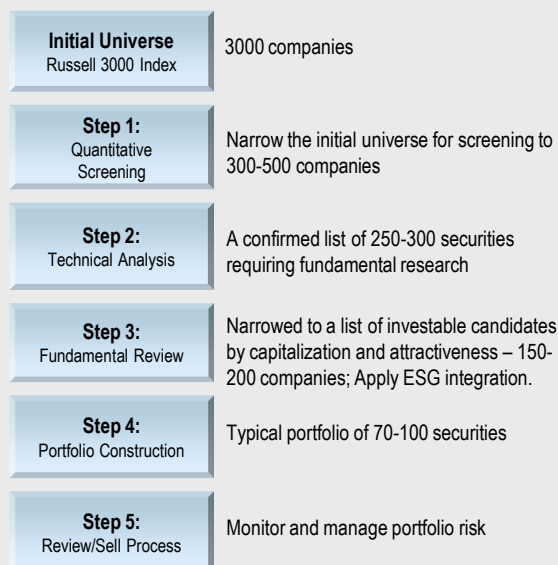 Initial Universe
Russell 3000 Index
3000 companies
Step 1:
Quantitative
Screening
Narrow the initial universe for screening to
300-500 companies
Step 2:
Technical Analysis
A confirmed list of 250-300 securities
requiring fundamental research
Step 3:
Fundamental Review
Narrowed to a list of investable candidates
by capitalization and attractiveness – 150-
200 companies; Apply ESG integration.
Step 4:
Portfolio Construction
Typical portfolio of 70-100 securities
Step 5:
Review/Sell Process
Monitor and manage portfolio risk